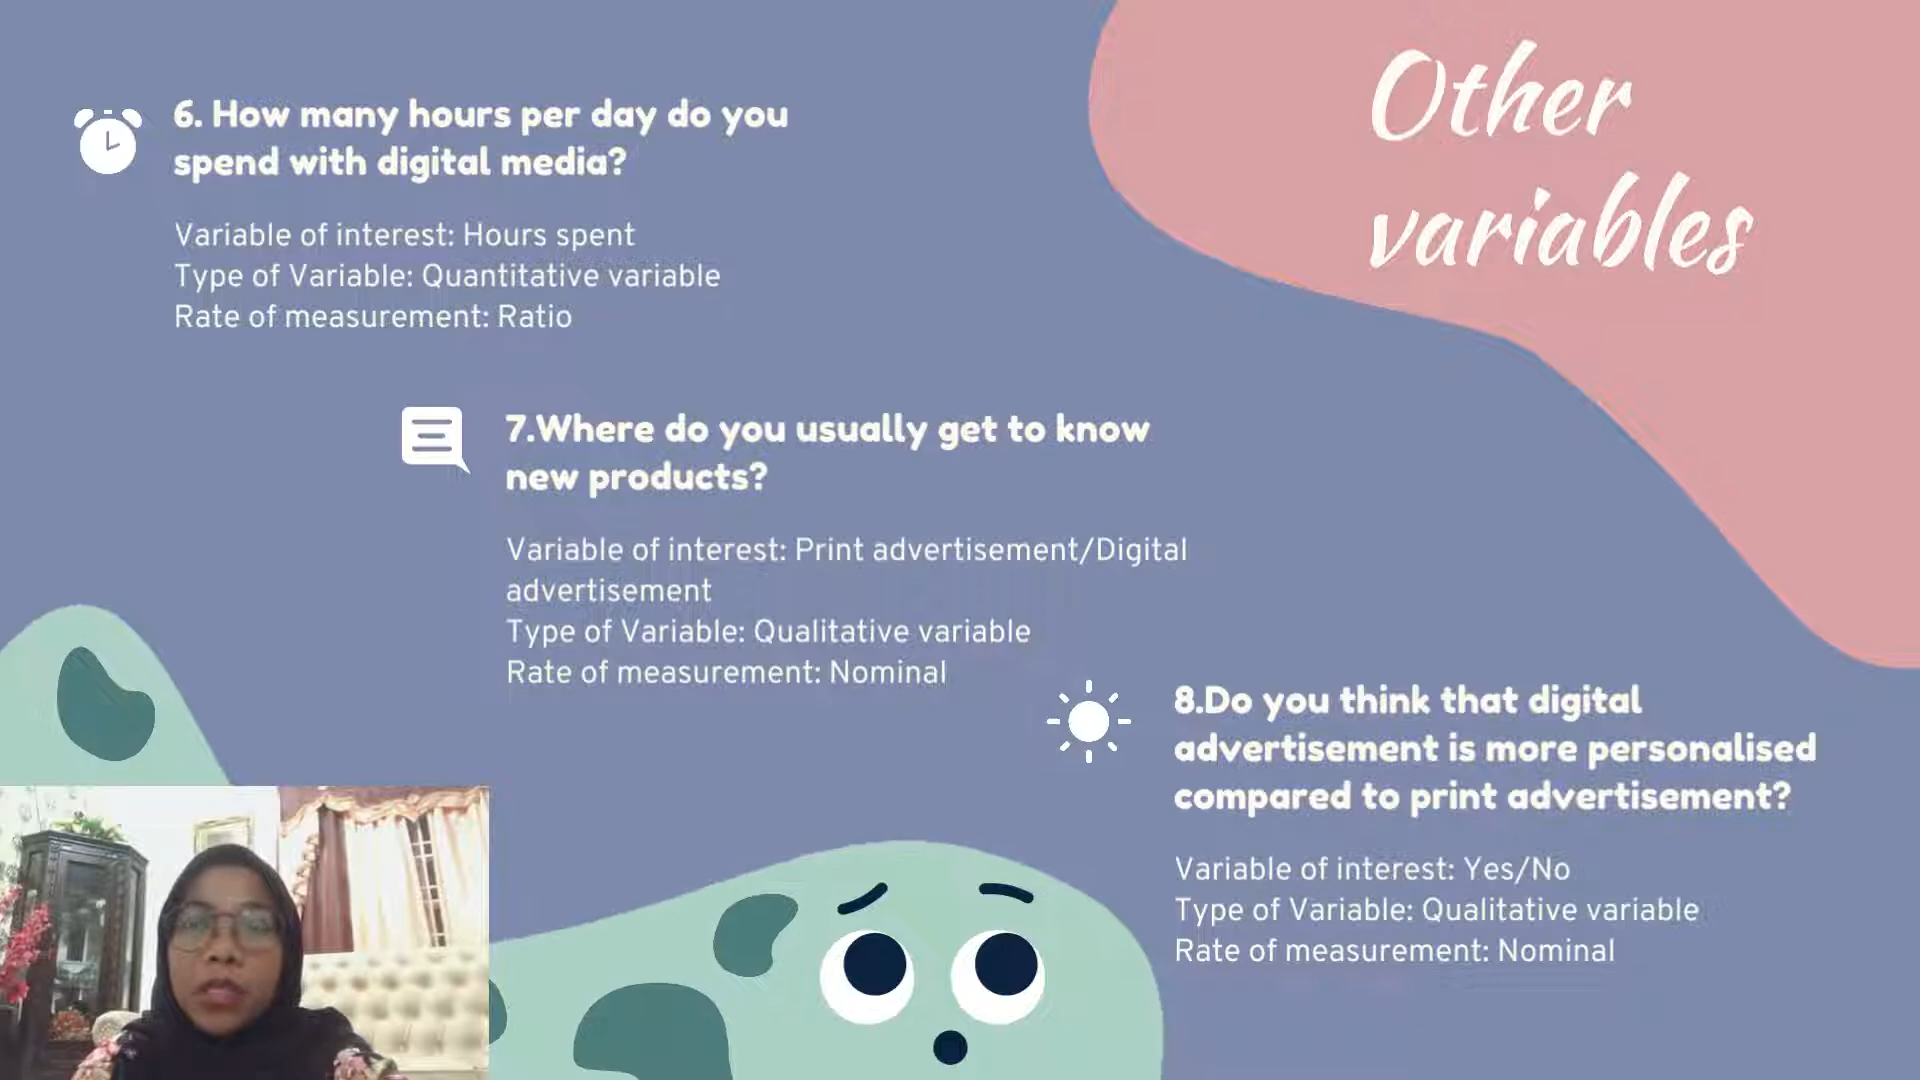 Other
variables
6. How many hours per day do you
spend with digital media?
Variable of interest: Hours spent
Type of Variable: Quantitative variable
Rate of measurement: Ratio
7.Where do you usually get to know
new products?
Variable of interest: Print advertisement/Digital
advertisement
Type of Variable: Qualitative variable
Rate of measurement: Nominal
8.Do you think that digital
advertisement is more personalised
compared to print advertisement?
Variable of interest: Yes/No
Type of Variable: Qualitative variable
Rate of measurement: Nominal